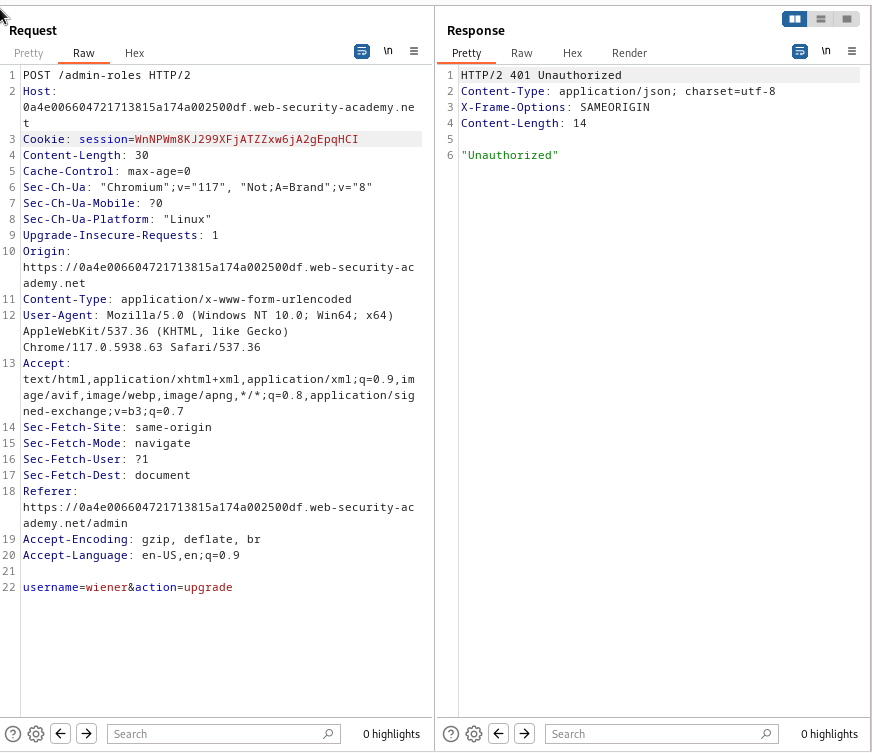 Request
Pretty Raw Hex
\n
1 POST /admin-roles HTTP/2
2 Host:
0a4e006604721713815a174a002500df.web-security-academy.ne
t
3 Cookie: session=WnNPWm8KJ299XFjATZZxw6jA2gEpqHCI
4 Content-Length: 30
5 Cache-Control: max-age=0
6 Sec-Ch-Ua: "Chromium";v="117", "Not;A=Brand";v="8"
7 Sec-Ch-Ua-Mobile: ?0
8 Sec-Ch-Ua-Platform: "Linux"
9 Upgrade-Insecure-Requests: 1
10 Origin:
https://0a4e006604721713815a174a002500df.web-security-ac
ademy.net
11 Content-Type: application/x-www-form-urlencoded
12 User-Agent: Mozilla/5.0 (Windows NT 10.0; Win64; x64)
AppleWebKit/537.36 (KHTML, like Gecko)
Chrome/117.0.5938.63 Safari/537.36
13 Accept:
text/html,application/xhtml+xml,application/xml;q=0.9,im
age/avif,image/webp,image/apng,*/*;q=0.8,application/sig
ned-exchange;v=b3;q=0.7
14 Sec-Fetch-Site: same-origin
15 Sec-Fetch-Mode: navigate
16 Sec-Fetch-User: ?1
17 Sec-Fetch-Dest: document
18 Referer:
https://0a4e006604721713815a174a002500df.web-security-ac
ademy.net/admin
19 Accept-Encoding: gzip, deflate, br
20 Accept-Language: en-US,en;q=0.9
21
22 username=wiener&action=upgrade
Search
0 highlights
Response
Pretty Raw Hex Render
\n
1 HTTP/2 401 Unauthorized
2 Content-Type: application/json; charset=utf-8
3 X-Frame-Options: SAMEORIGIN
4 Content-Length: 14
5
6 "Unauthorized"
Search
0 highlights